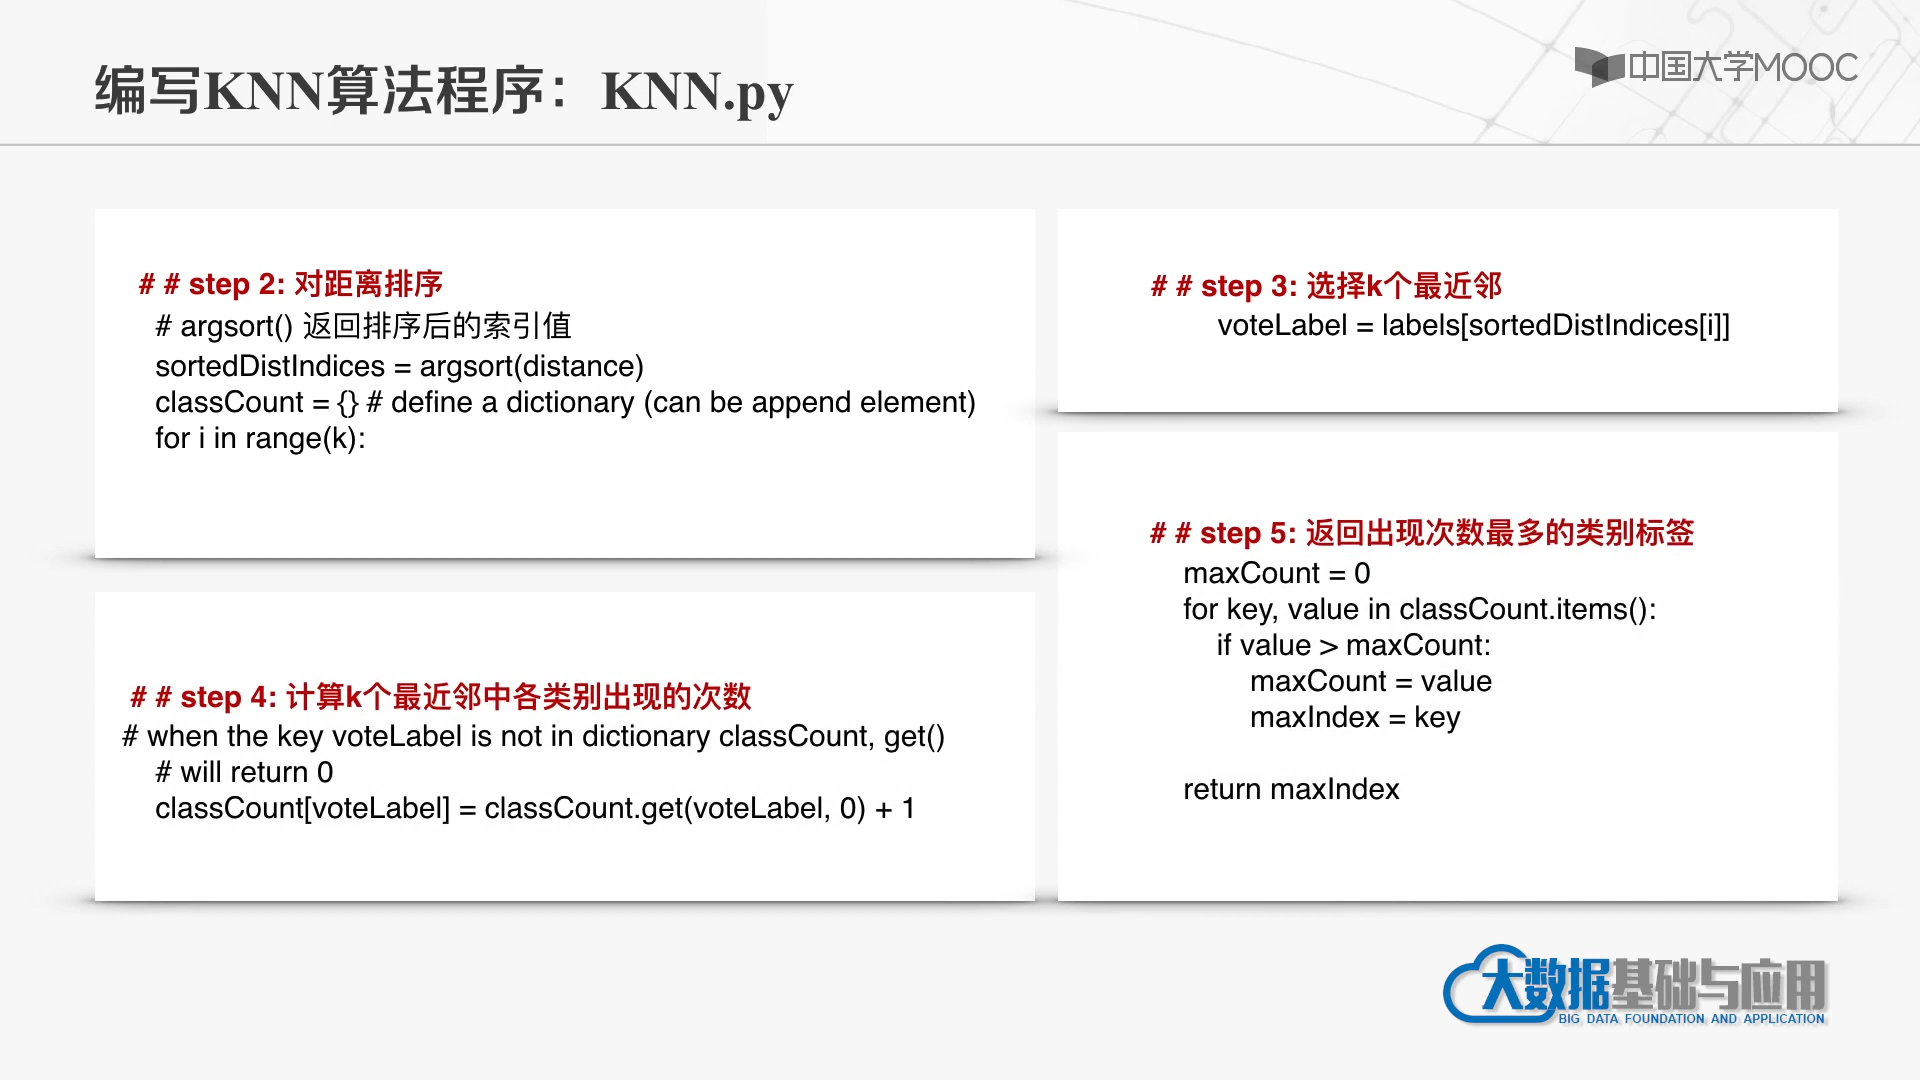 编写KNN算法程序：KNN.py
中国大学MOOC
# # step 2: 对距离排序
# argsort() 返回排序后的索引值
sortedDistIndices = argsort(distance)
classCount = {} # define a dictionary (can be append element)
for i in range(k):
# # step 3: 选择k个最近邻
voteLabel = labels[sortedDistIndices[i]]
# # step 4: 计算k个最近邻中各类别出现的次数
# when the key voteLabel is not in dictionary classCount, get()
# will return 0
classCount[voteLabel] = classCount.get(voteLabel, 0) + 1
# # step 5: 返回出现次数最多的类别标签
maxCount = 0
for key, value in classCount.items():
if value > maxCount:
maxCount = value
maxIndex = key
return maxIndex
大数据基础与应用
BIG DATA FOUNDATION AND APPLICATION